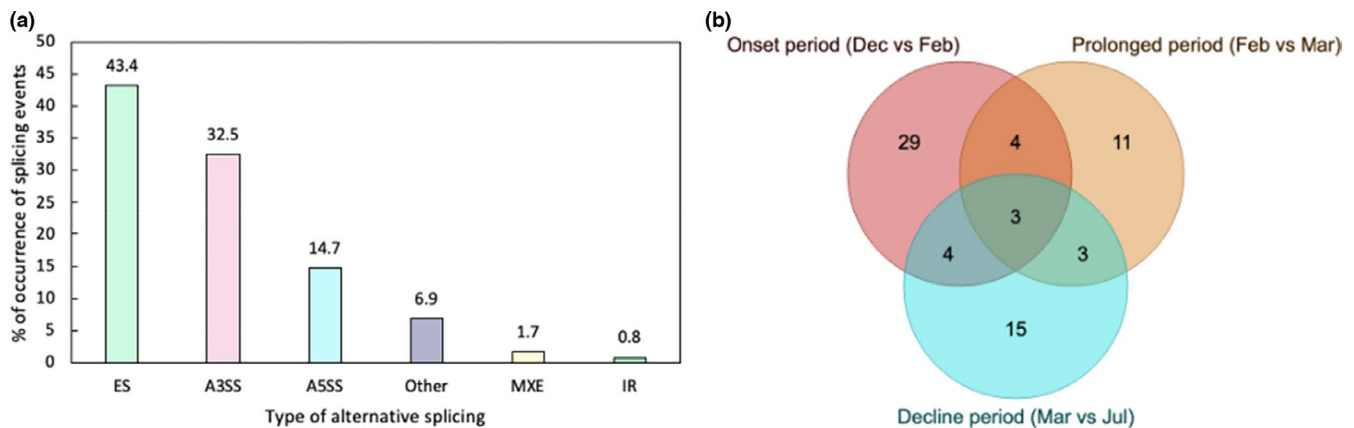 (a)
50
45
40
35
30
25
20
15
10
5
0
% of occurrence of splicing events
43.4
32.5
14.7
6.9
1.7
0.8
ES A3SS A5SS Other MXE IR
Type of alternative splicing
(b)
Onset period (Dec vs Feb) Prolonged period (Feb vs Mar)
29 4 11
3
4 3
15
Decline period (Mar vs Jul)